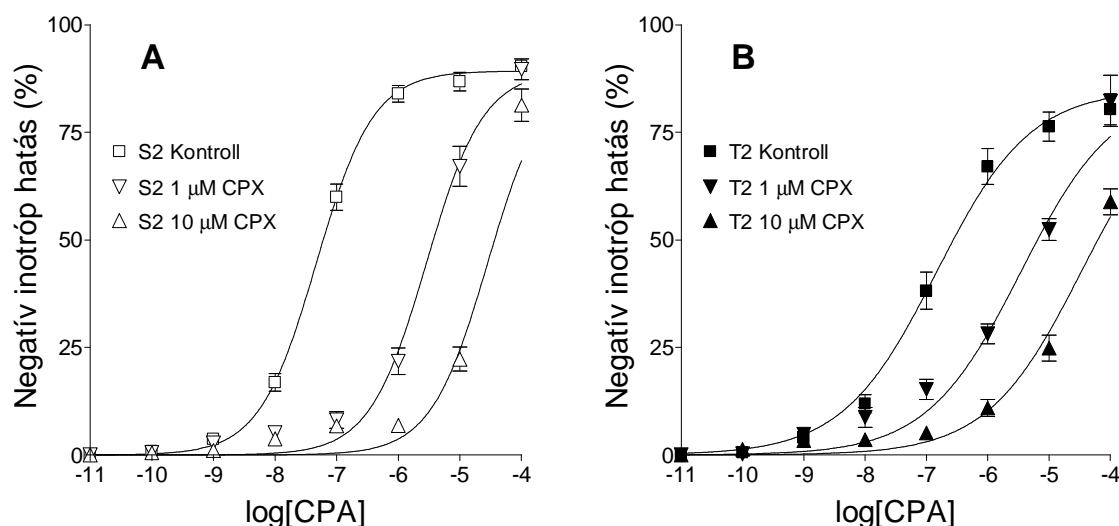 A
Negatív inotróp hatás (%)
100
75
50
25
0
S2 Kontroll
S2 1 μM CPX
S2 10 μM CPX
-11 -10 -9 -8 -7 -6 -5 -4
log[CPA]
B
Negatív inotróp hatás (%)
100
75
50
25
0
T2 Kontroll
T2 1 μM CPX
T2 10 μM CPX
-11 -10 -9 -8 -7 -6 -5 -4
log[CPA]